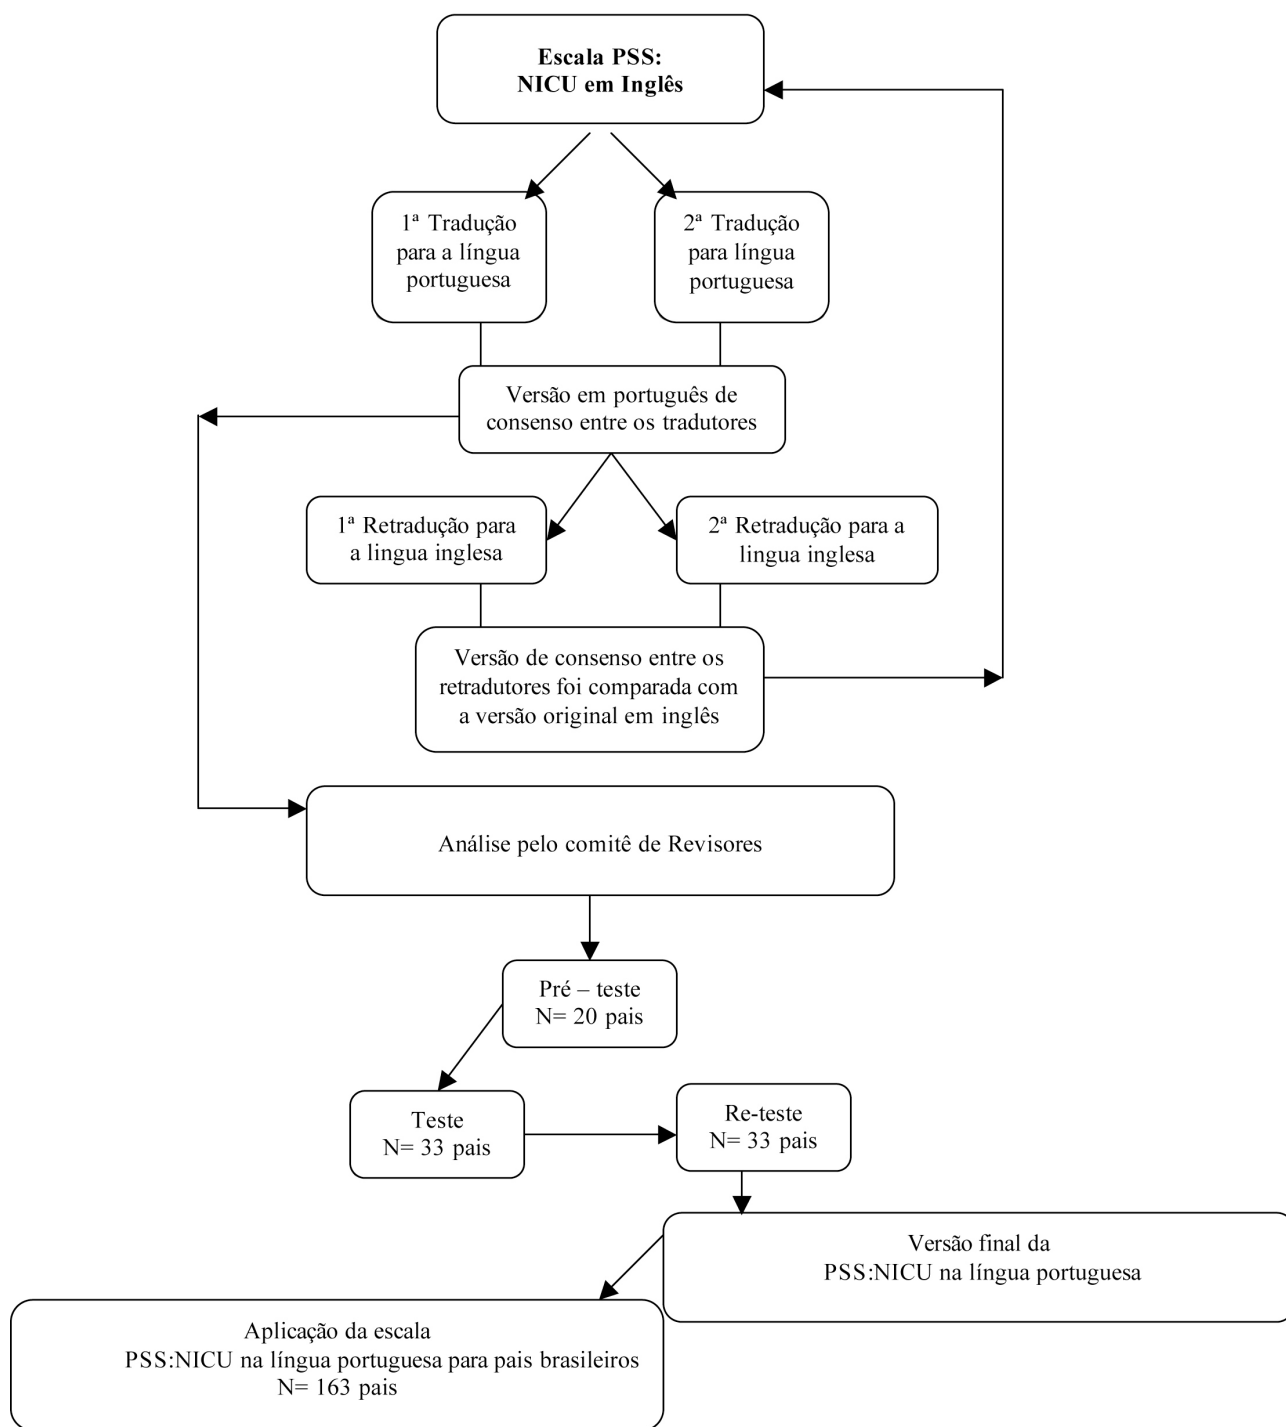 Escala PSS:
NICU em Inglês
1ª Tradução
para a língua
portuguesa
2ª Tradução
para língua
portuguesa
Versão em português de
consenso entre os tradutores
1ª Retradução para
a lingua inglesa
2ª Retradução para a
lingua inglesa
Versão de consenso entre os
retradutores foi comparada com
a versão original em inglês
Análise pelo comitê de Revisores
Pré – teste
N= 20 pais
Teste
N= 33 pais
Re-teste
N= 33 pais
Versão final da
PSS:NICU na língua portuguesa
Aplicação da escala
PSS:NICU na língua portuguesa para pais brasileiros
N= 163 pais